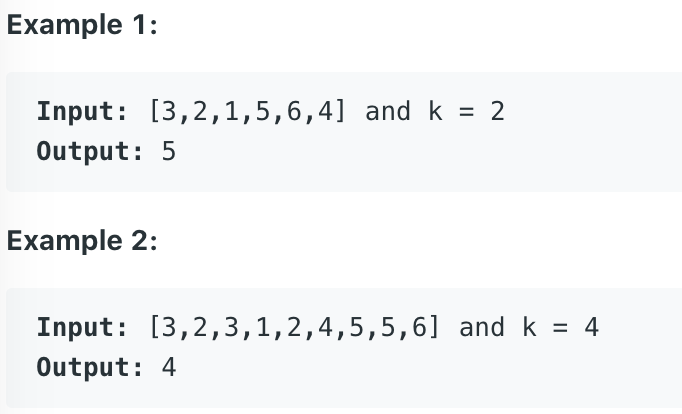 Example 1:
Input: [3,2,1,5,6,4] and k = 2
Output: 5
Example 2:
Input: [3,2,3,1,2,4,5,5,6] and k = 4
Output: 4